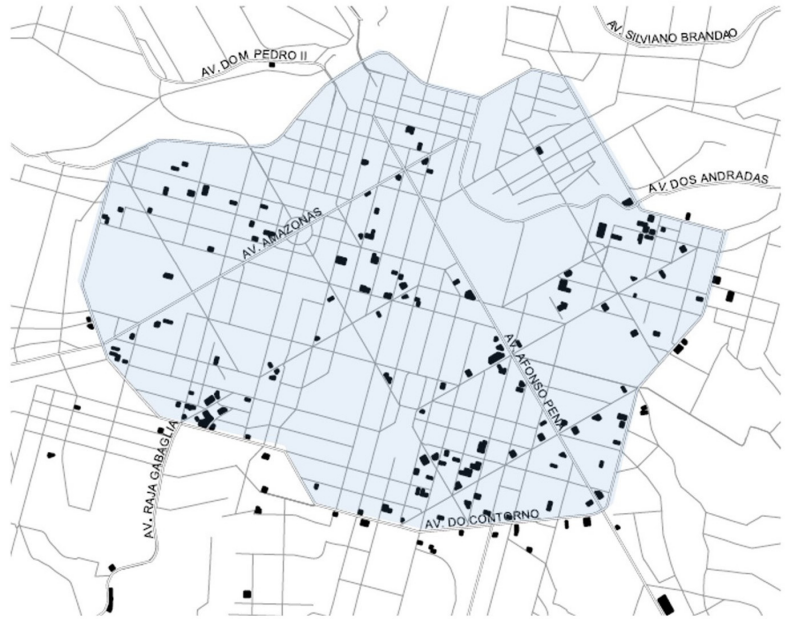 AV. SILVIANO BRANDAO
AV. DOM PEDRO II
AV. DOS ANDRADAS
AV. AMAZONAS
AV. AFONSO PENA
AV. RAJA GABAGLIA
AV. DO CONTORNO